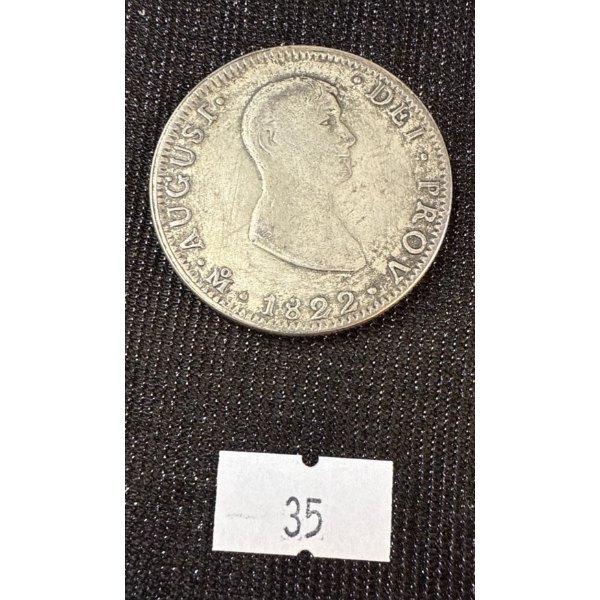 · AUGUST. · DEI · PROV ·
M̊ · 1822 ·
35